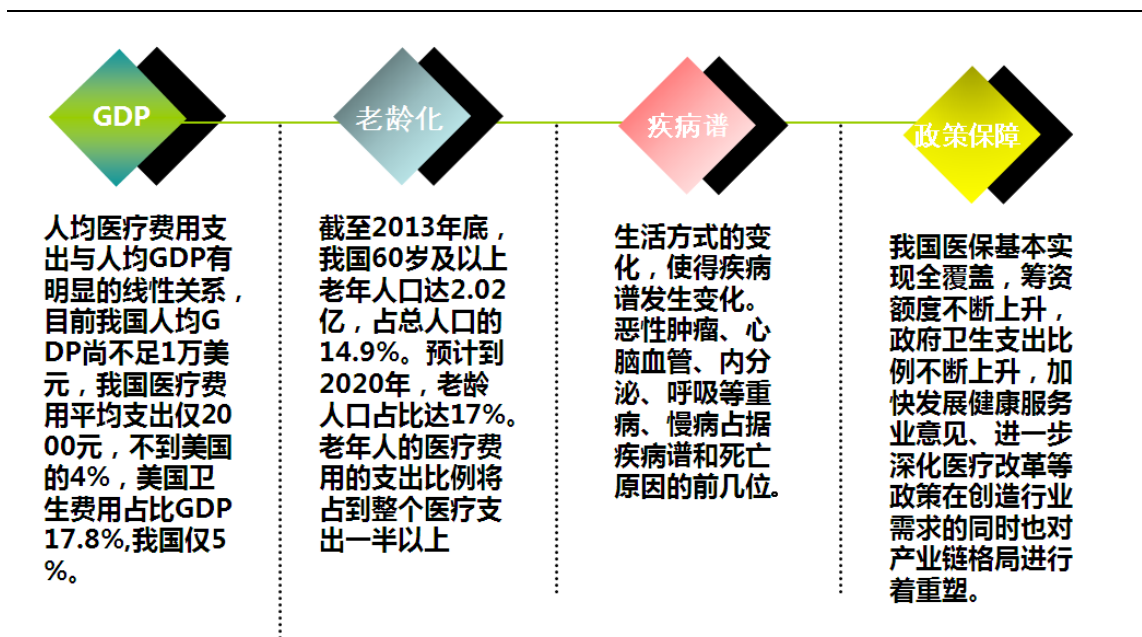 GDP
人均医疗费用支
出与人均GDP有
明显的线性关系，
目前我国人均G
DP尚不足1万美
元，我国医疗费
用平均支出仅20
00元，不到美国
的4%，美国卫
生费用占比GDP
17.8%,我国仅5
%。
老龄化
截至2013年底，
我国60岁及以上
老年人口达2.02
亿，占总人口的
14.9%。预计到
2020年，老龄
人口占比达17%。
老年人的医疗费
用的支出比例将
占到整个医疗支
出一半以上
疾病谱
生活方式的变
化，使得疾病
谱发生变化。
恶性肿瘤、心
脑血管、内分
泌、呼吸等重
病、慢病占据
疾病谱和死亡
原因的前几位。
政策保障
我国医保基本实
现全覆盖，筹资
额度不断上升，
政府卫生支出比
例不断上升，加
快发展健康服务
业意见、进一步
深化医疗改革等
政策在创造行业
需求的同时也对
产业链格局进行
着重塑。